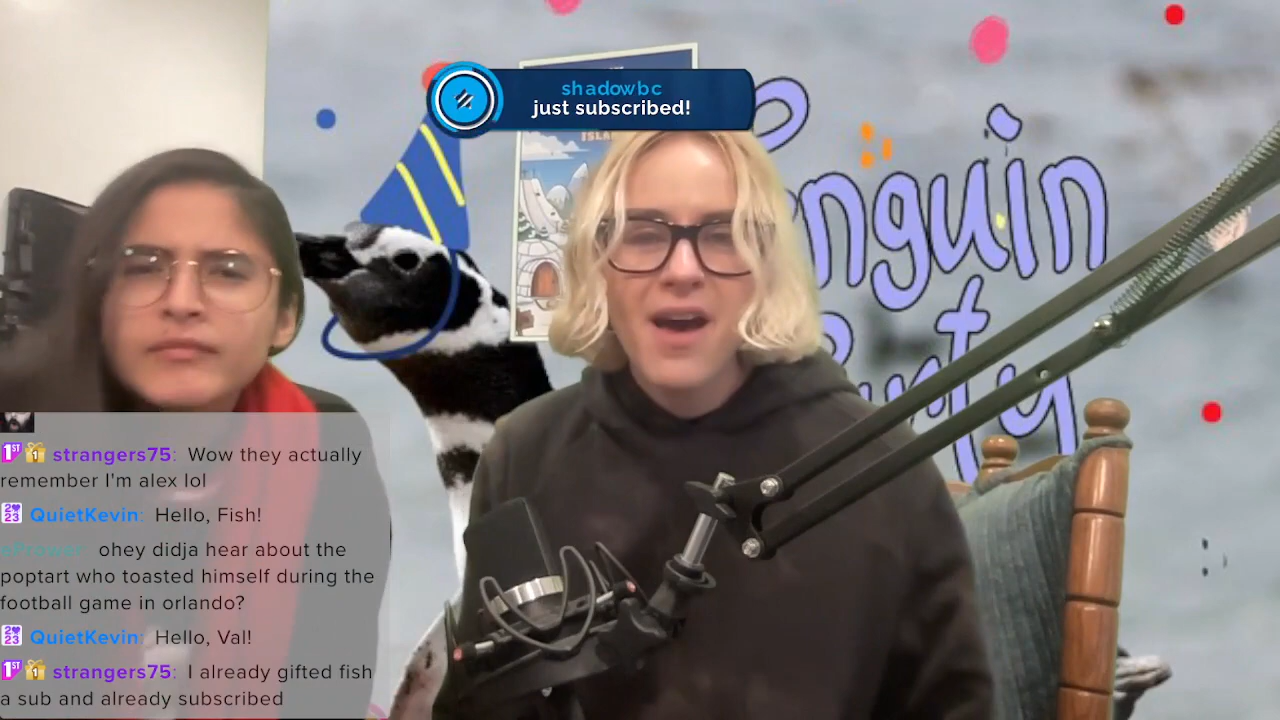 shadowbc
just subscribed!
enguin
Party
strangers75: Wow they actually
remember I'm alex lol
QuietKevin: Hello, Fish!
ohey didja hear about the
poptart who toasted himself during the
football game in orlando?
QuietKevin: Hello, Val!
strangers75: I already gifted fish
a sub and already subscribed